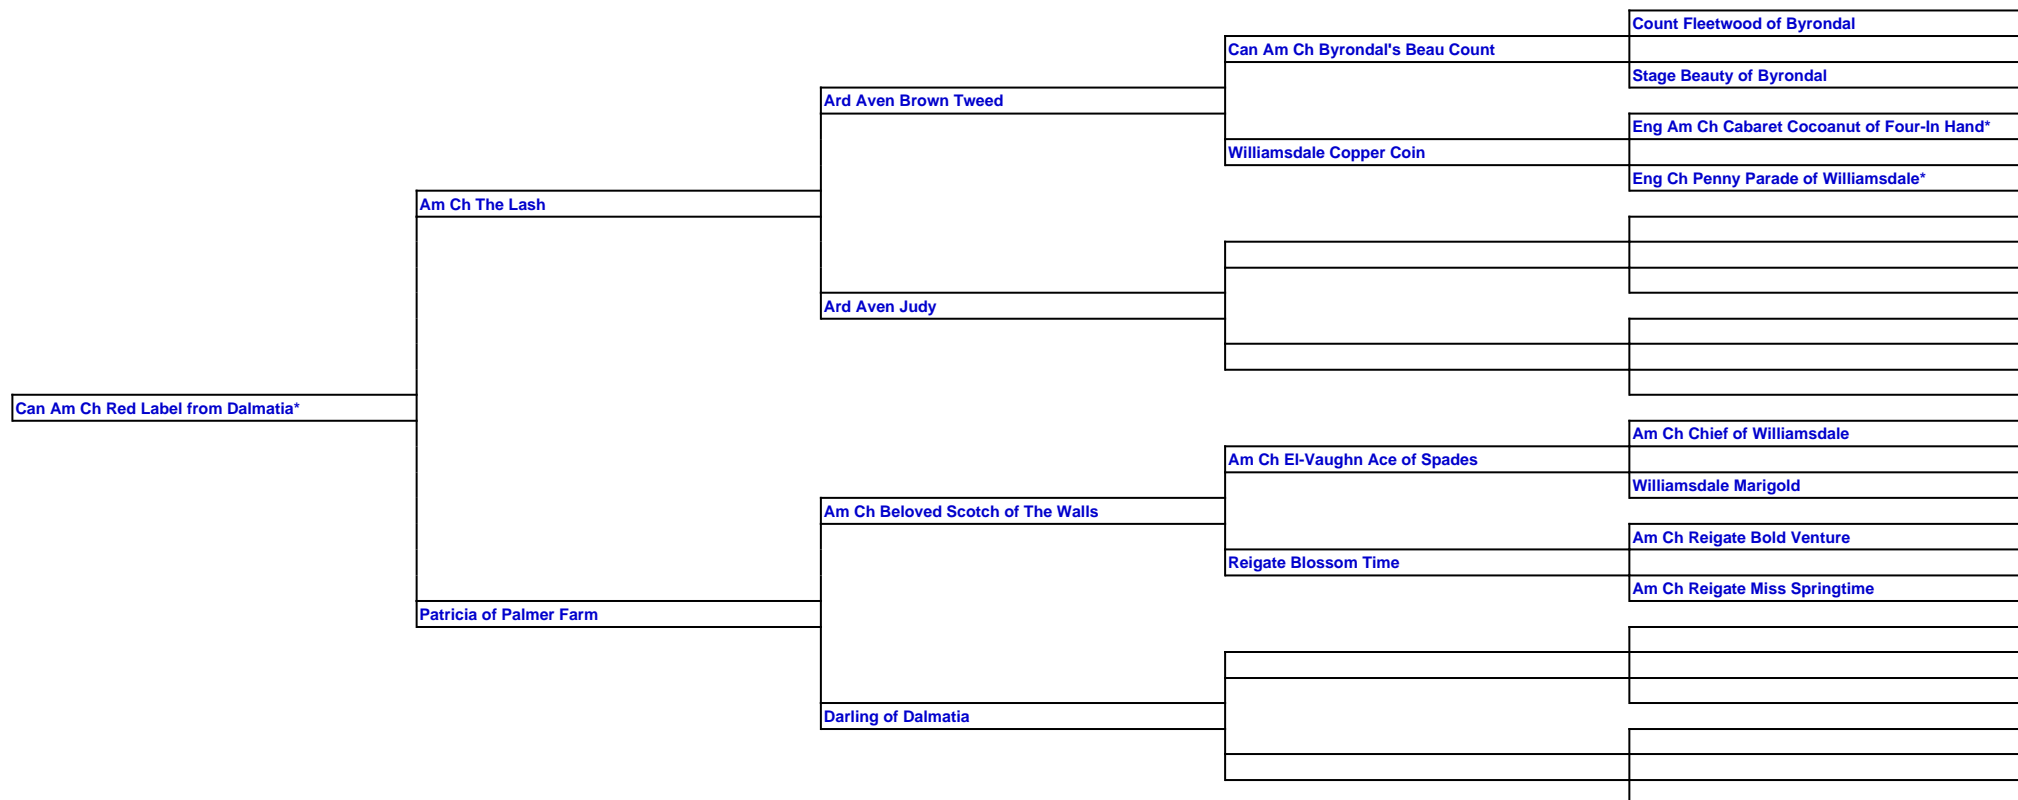 Count Fleetwood of Byrondal
Can Am Ch Byrondal's Beau Count
Stage Beauty of Byrondal
Ard Aven Brown Tweed
Eng Am Ch Cabaret Cocoanut of Four-In Hand*
Williamsdale Copper Coin
Eng Ch Penny Parade of Williamsdale*
Am Ch The Lash
Ard Aven Judy
Can Am Ch Red Label from Dalmatia*
Am Ch Chief of Williamsdale
Am Ch El-Vaughn Ace of Spades
Williamsdale Marigold
Am Ch Beloved Scotch of The Walls
Am Ch Reigate Bold Venture
Reigate Blossom Time
Am Ch Reigate Miss Springtime
Patricia of Palmer Farm
Darling of Dalmatia